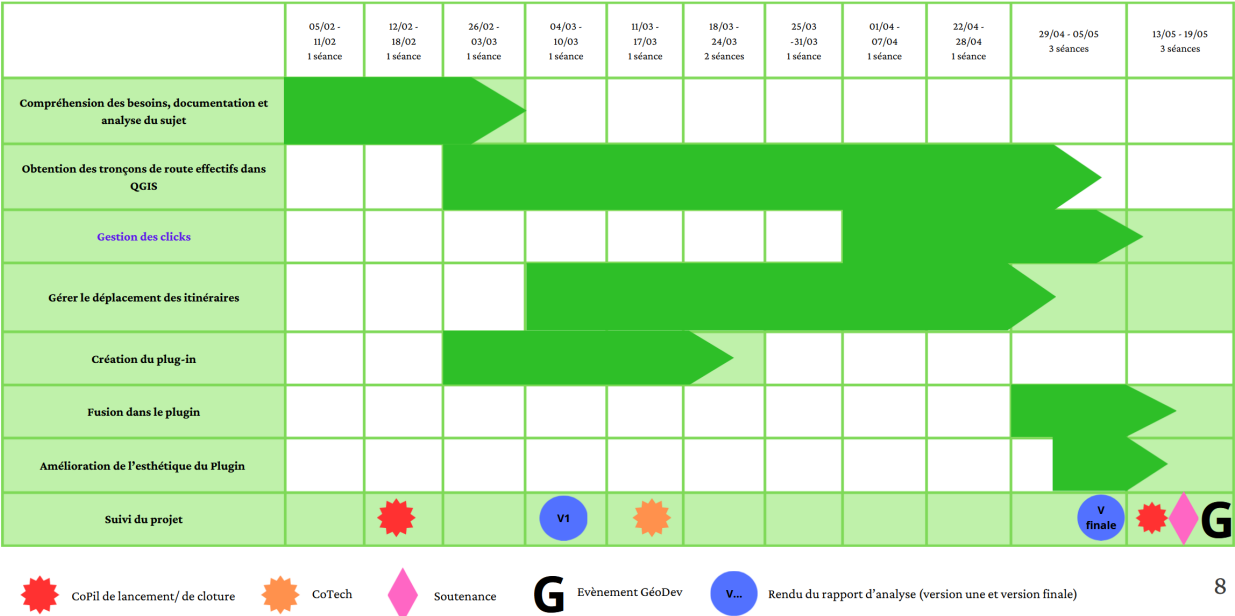 05/02 -
11/02
1 séance
12/02 -
18/02
1 séance
26/02 -
03/03
1 séance
04/03 -
10/03
1 séance
11/03 -
17/03
1 séance
18/03 -
24/03
2 séances
25/03
-31/03
1 séance
01/04 -
07/04
1 séance
22/04 -
28/04
1 séance
29/04 - 05/05
3 séances
13/05 - 19/05
3 séances
Compréhension des besoins, documentation et
analyse du sujet
Obtention des tronçons de route effectifs dans
QGIS
Gestion des clicks
Gérer le déplacement des itinéraires
Création du plug-in
Fusion dans le plugin
Amélioration de l'esthétique du Plugin
Suivi du projet
V1
V
finale
G
CoPil de lancement/ de cloture
CoTech
Soutenance
G
Evènement GéoDev
V...
Rendu du rapport d'analyse (version une et version finale)
8